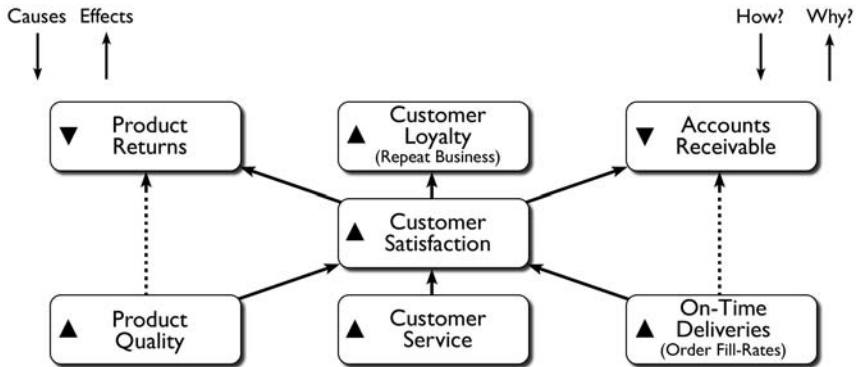 Causes Effects
How? Why?
Product
Returns
Customer
Loyalty
(Repeat Business)
Accounts
Receivable
Customer
Satisfaction
Product
Quality
Customer
Service
On-Time
Deliveries
(Order Fill-Rates)